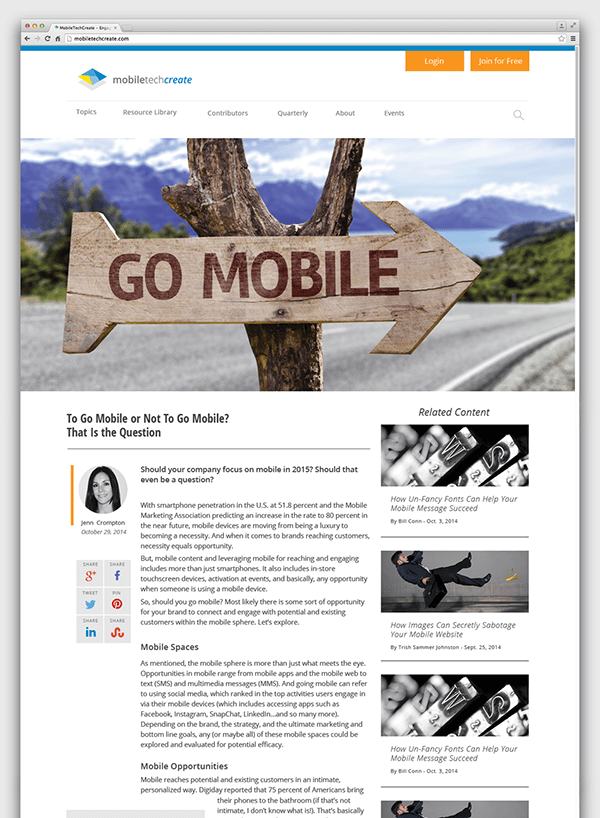 MobileTechCreate – Engag
mobiletechcreate.com
Login
Join for Free
mobiletechcreate
Topics
Resource Library
Contributors
Quarterly
About
Events
GO MOBILE
To Go Mobile or Not To Go Mobile?
That Is the Question
Jenn Crompton
October 29, 2014
SHARE
SHARE
g+
f
TWEET
PIN
SHARE
SHARE
in
Should your company focus on mobile in 2015? Should that
even be a question?
With smartphone penetration in the U.S. at 51.8 percent and the Mobile
Marketing Association predicting an increase in the rate to 80 percent in
the near future, mobile devices are moving from being a luxury to
becoming a necessity. And when it comes to brands reaching customers,
necessity equals opportunity.
But, mobile content and leveraging mobile for reaching and engaging
includes more than just smartphones. It also includes in-store
touchscreen devices, activation at events, and basically, any opportunity
when someone is using a mobile device.
So, should you go mobile? Most likely there is some sort of opportunity
for your brand to connect and engage with potential and existing
customers within the mobile sphere. Let's explore.
Mobile Spaces
As mentioned, the mobile sphere is more than just what meets the eye.
Opportunities in mobile range from mobile apps and the mobile web to
text (SMS) and multimedia messages (MMS). And going mobile can refer
to using social media, which ranked in the top activities users engage in
via their mobile devices (which includes accessing apps such as
Facebook, Instagram, SnapChat, LinkedIn...and so many more).
Depending on the brand, the strategy, and the ultimate marketing and
bottom line goals, any (or maybe all) of these mobile spaces could be
explored and evaluated for potential efficacy.
Mobile Opportunities
Mobile reaches potential and existing customers in an intimate,
personalized way. Digiday reported that 75 percent of Americans bring
their phones to the bathroom (if that's not
intimate, I don't know what is!). That's basically
Related Content
W S
How Un-Fancy Fonts Can Help Your
Mobile Message Succeed
By Bill Conn - Oct. 3, 2014
How Images Can Secretly Sabotage
Your Mobile Website
By Trish Sammer Johnston - Sept. 25, 2014
W S
How Un-Fancy Fonts Can Help Your
Mobile Message Succeed
By Bill Conn - Oct. 3, 2014